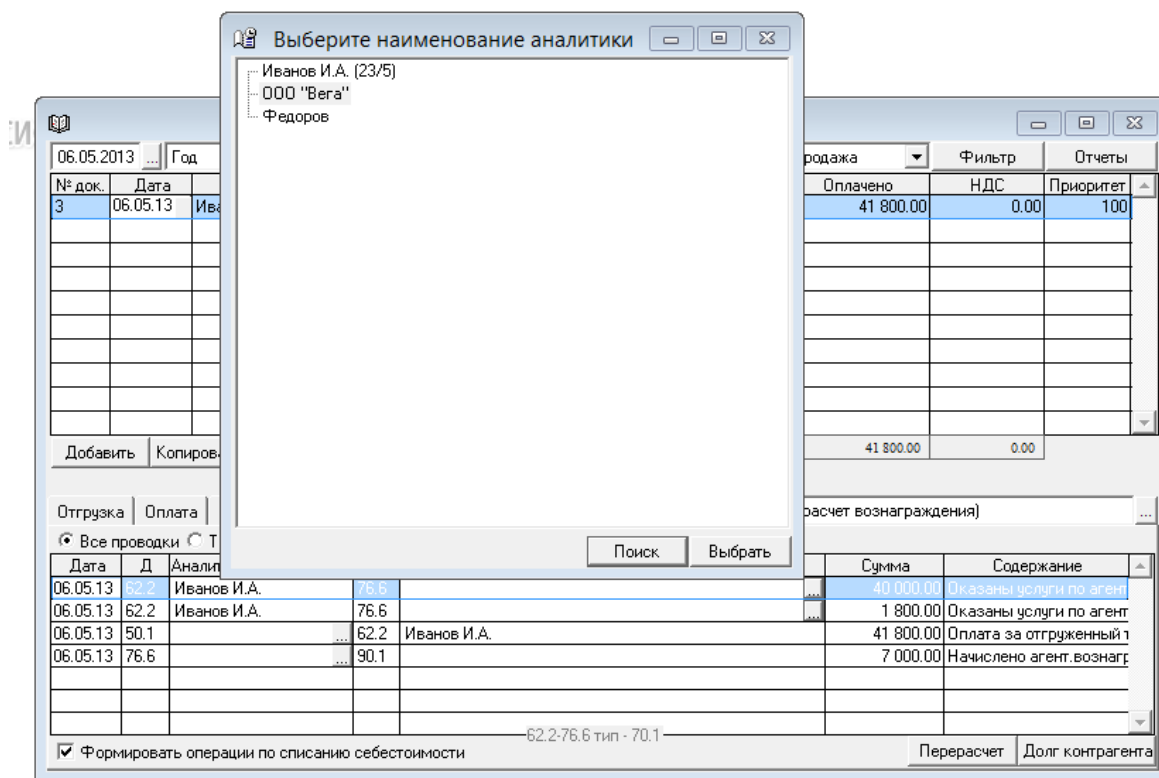 Выберите наименование аналитики
Иванов И.А. (23/5)
ООО "Вега"
Федоров
Поиск Выбрать
06.05.2013 ... Год родажа Фильтр Отчеты
№ док. Дата Оплачено НДС Приоритет
3 06.05.13 Ива 41 800.00 0.00 100
Добавить Копирова 41 800.00 0.00
Отгрузка Оплата расчет вознаграждения) ...
Все проводки Т
Дата Д Аналит Сумма Содержание
06.05.13 62.2 Иванов И.А. 76.6 ... 40 000.00 Оказаны услуги по агент
06.05.13 62.2 Иванов И.А. 76.6 ... 1 800.00 Оказаны услуги по агент
06.05.13 50.1 ... 62.2 Иванов И.А. 41 800.00 Оплата за отгруженный т
06.05.13 76.6 ... 90.1 7 000.00 Начислено агент.вознагр
62.2-76.6 тип - 70.1
Формировать операции по списанию себестоимости Перерасчет Долг контрагента